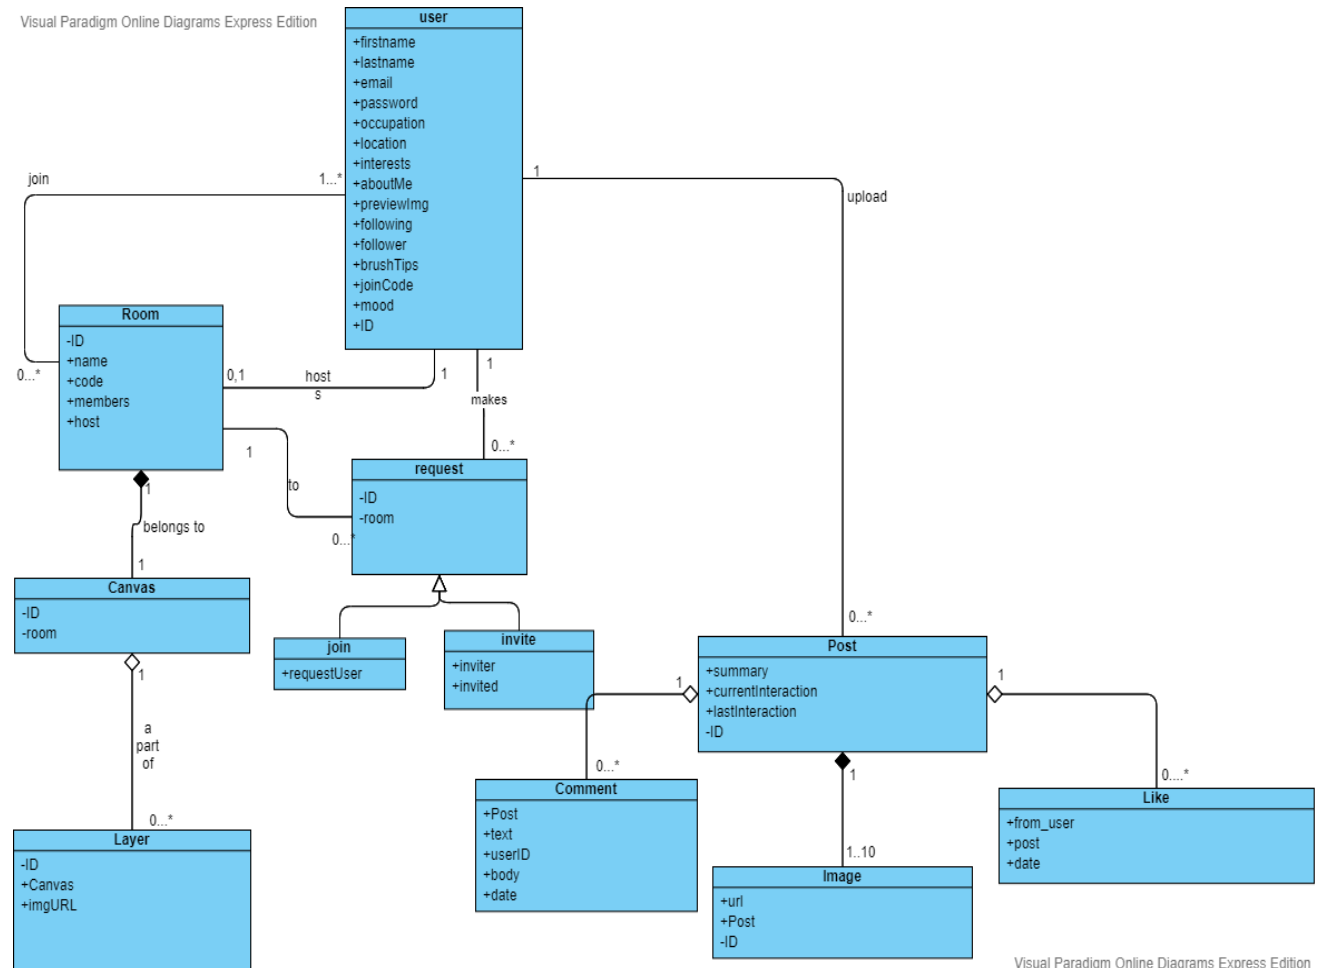 Visual Paradigm Online Diagrams Express Edition
user
+firstname
+lastname
+email
+password
+occupation
+location
+interests
+aboutMe
+previewImg
+following
+follower
+brushTips
+joinCode
+mood
+ID
join
1...*
1
upload
Room
-ID
+name
+code
+members
+host
0...*
0,1
host
s
1
1
makes
0...*
1
to
0...*
request
-ID
-room
1
belongs to
1
Canvas
-ID
-room
join
+requestUser
invite
+inviter
+invited
0...*
Post
+summary
+currentInteraction
+lastInteraction
-ID
1
1
1
a
part
of
0...*
Layer
-ID
+Canvas
+imgURL
0...*
Comment
+Post
+text
+userID
+body
+date
1
1..10
Image
+url
+Post
-ID
0....*
Like
+from_user
+post
+date
Visual Paradigm Online Diagrams Express Edition